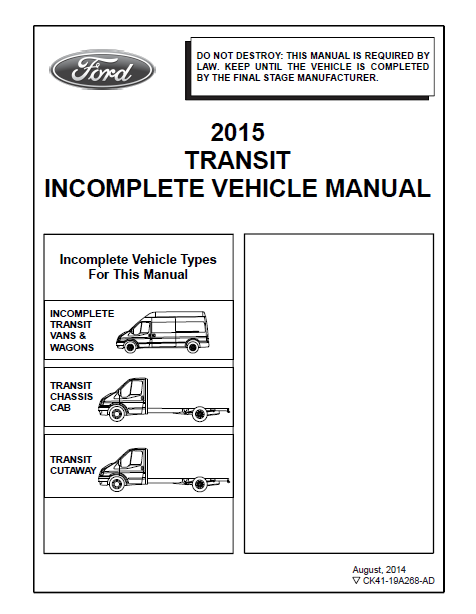 Ford
DO NOT DESTROY: THIS MANUAL IS REQUIRED BY
LAW. KEEP UNTIL THE VEHICLE IS COMPLETED
BY THE FINAL STAGE MANUFACTURER.
2015
TRANSIT
INCOMPLETE VEHICLE MANUAL
Incomplete Vehicle Types
For This Manual
INCOMPLETE
TRANSIT
VANS &
WAGONS
TRANSIT
CHASSIS
CAB
TRANSIT
CUTAWAY
August, 2014
▽ CK41-19A268-AD